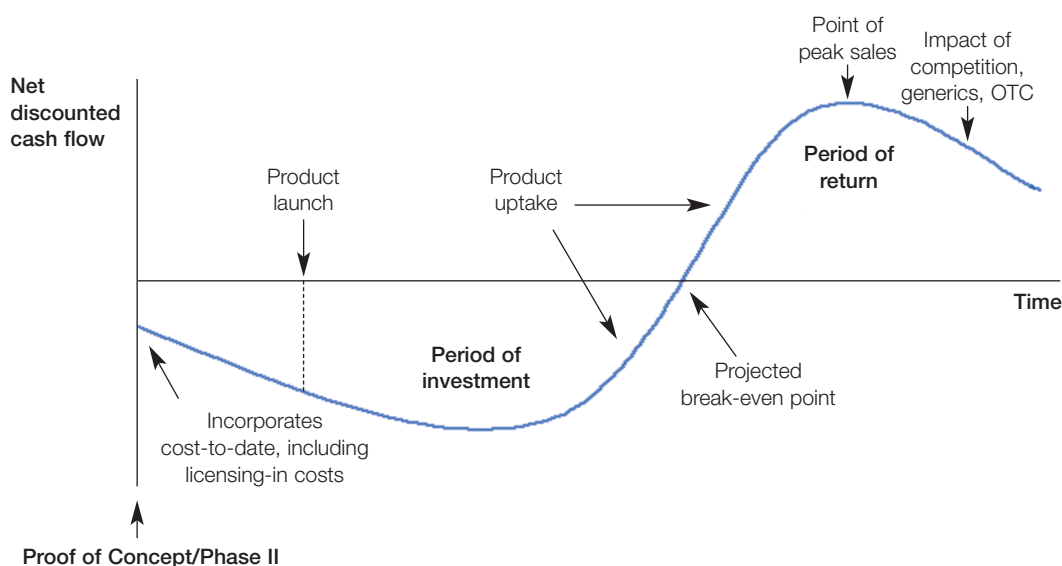 Point of
peak sales
Impact of
competition,
generics, OTC
Net
discounted
cash flow
Period of
return
Product
launch
Product
uptake
Time
Period of
investment
Projected
break-even point
Incorporates
cost-to-date, including
licensing-in costs
Proof of Concept/Phase II